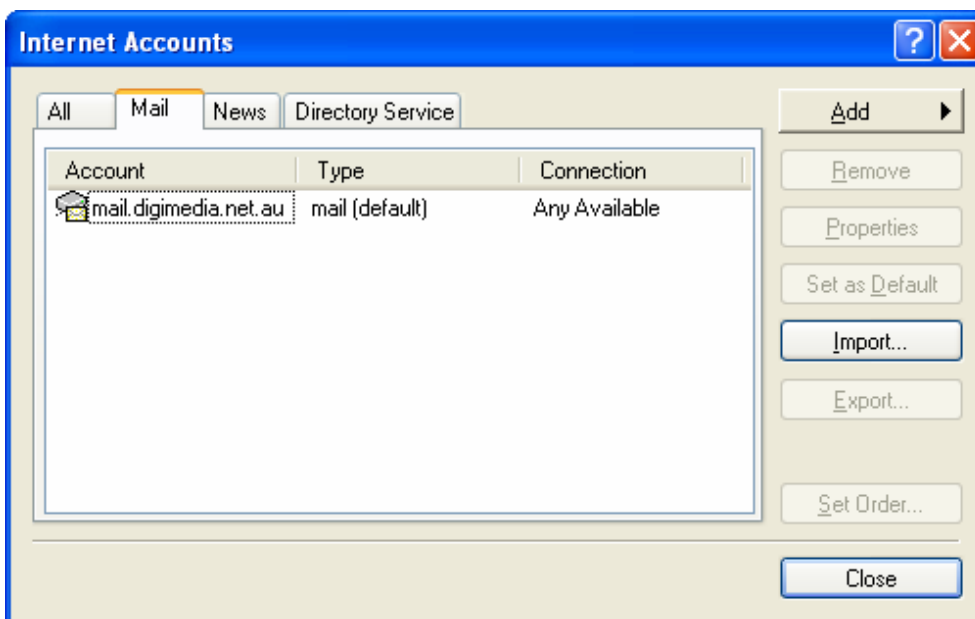 Internet Accounts
All Mail News Directory Service
Add
Account Type Connection
Remove
mail.digimedia.net.au mail (default) Any Available
Properties
Set as Default
Import...
Export...
Set Order...
Close